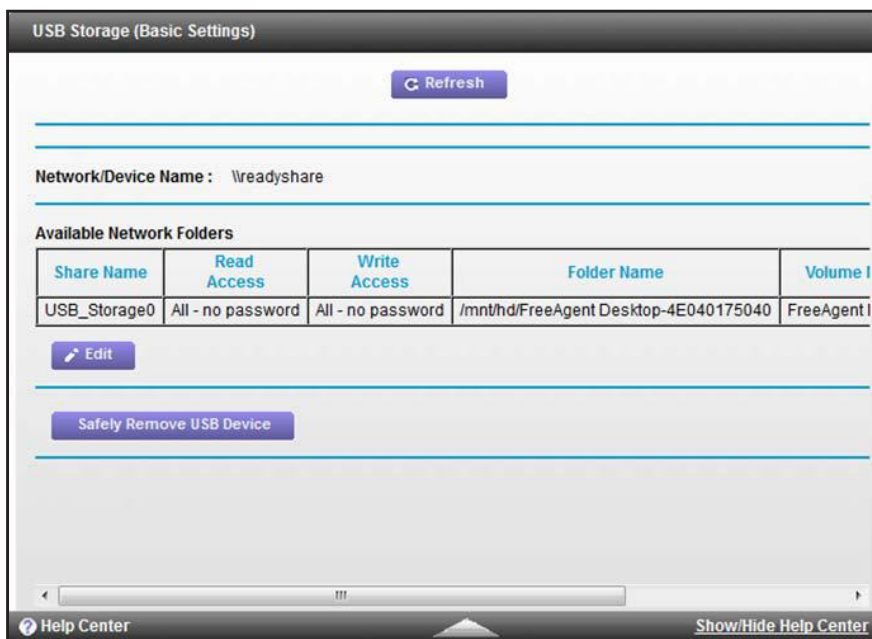 USB Storage (Basic Settings)
Refresh
Network/Device Name : \\readyshare
Available Network Folders
Share Name Read Access Write Access Folder Name Volume
USB_Storage0 All - no password All - no password /mnt/hd/FreeAgent Desktop-4E040175040 FreeAgent
Edit
Safely Remove USB Device
Help Center Show/Hide Help Center